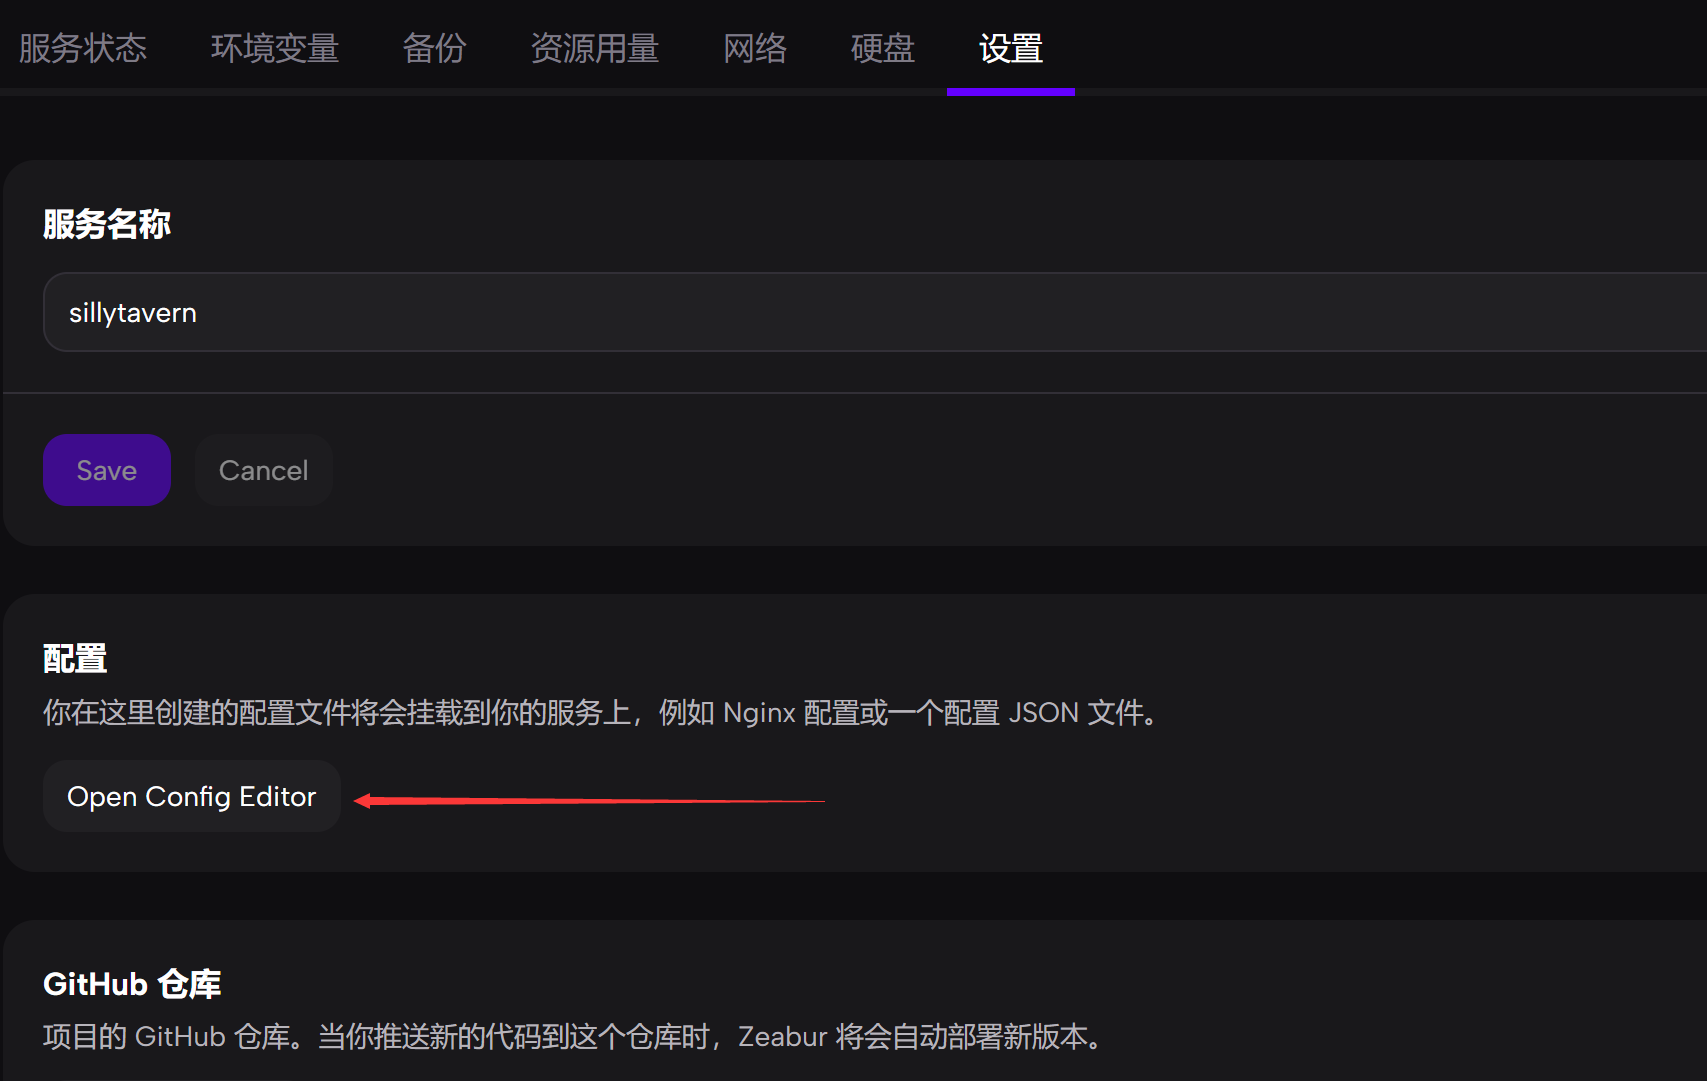 服务状态 环境变量 备份 资源用量 网络 硬盘 设置
服务名称
sillytavern
Save Cancel
配置
你在这里创建的配置文件将会挂载到你的服务上，例如 Nginx 配置或一个配置 JSON 文件。
Open Config Editor
GitHub 仓库
项目的 GitHub 仓库。当你推送新的代码到这个仓库时，Zeabur 将会自动部署新版本。